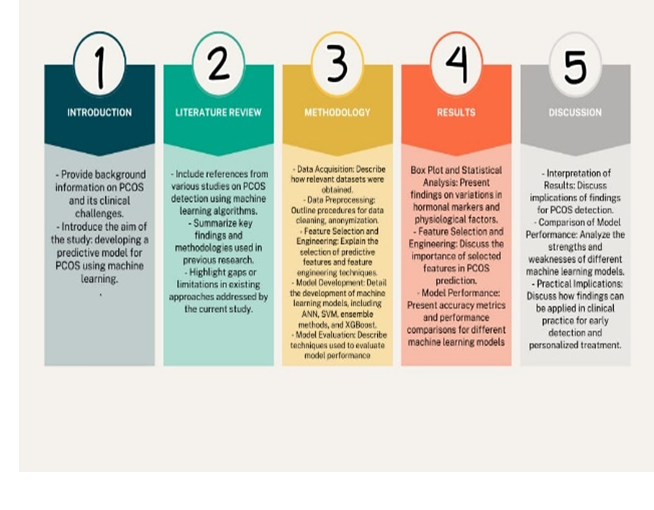 1
INTRODUCTION
- Provide background
information on PCOS
and its clinical
challenges.
- Introduce the aim of
the study: developing a
predictive model for
PCOS using machine
learning.
.
2
LITERATURE REVIEW
- Include references from
various studies on PCOS
detection using machine
learning algorithms.
- Summarize key
findings and
methodologies used in
previous research.
- Highlight gaps or
limitations in existing
approaches addressed by
the current study.
3
METHODOLOGY
- Data Acquisition: Describe
how relevant datasets were
obtained.
- Data Preprocessing:
Outline procedures for data
cleaning, anonymization.
- Feature Selection and
Engineering: Explain the
selection of predictive
features and feature
engineering techniques.
- Model Development: Detail
the development of machine
learning models, including
ANN, SVM, ensemble
methods, and XGBoost.
- Model Evaluation: Describe
techniques used to evaluate
model performance
4
RESULTS
Box Plot and Statistical
Analysis: Present
findings on variations in
hormonal markers and
physiological factors.
- Feature Selection and
Engineering: Discuss the
importance of selected
features in PCOS
prediction.
- Model Performance:
Present accuracy metrics
and performance
comparisons for different
machine learning models
5
DISCUSSION
- Interpretation of
Results: Discuss
implications of findings
for PCOS detection.
- Comparison of Model
Performance: Analyze the
strengths and
weaknesses of different
machine learning models.
- Practical Implications:
Discuss how findings can
be applied in clinical
practice for early
detection and
personalized treatment.